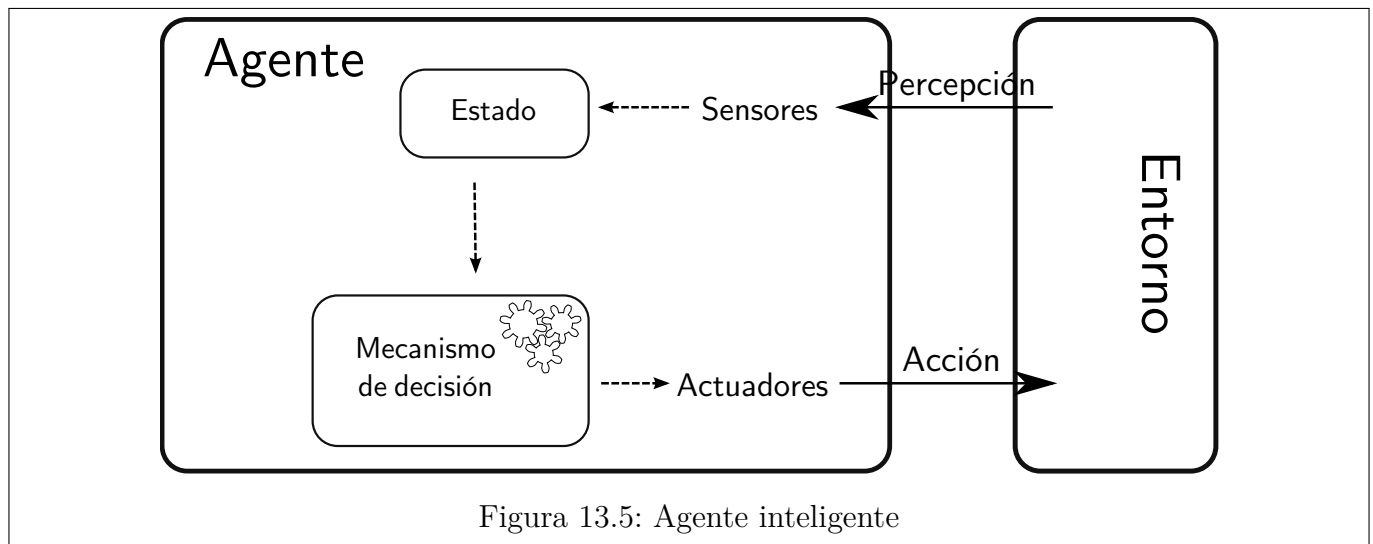 Agente
Estado
Sensores
Percepción
Entorno
Mecanismo
de decisión
Actuadores
Acción
Figura 13.5: Agente inteligente